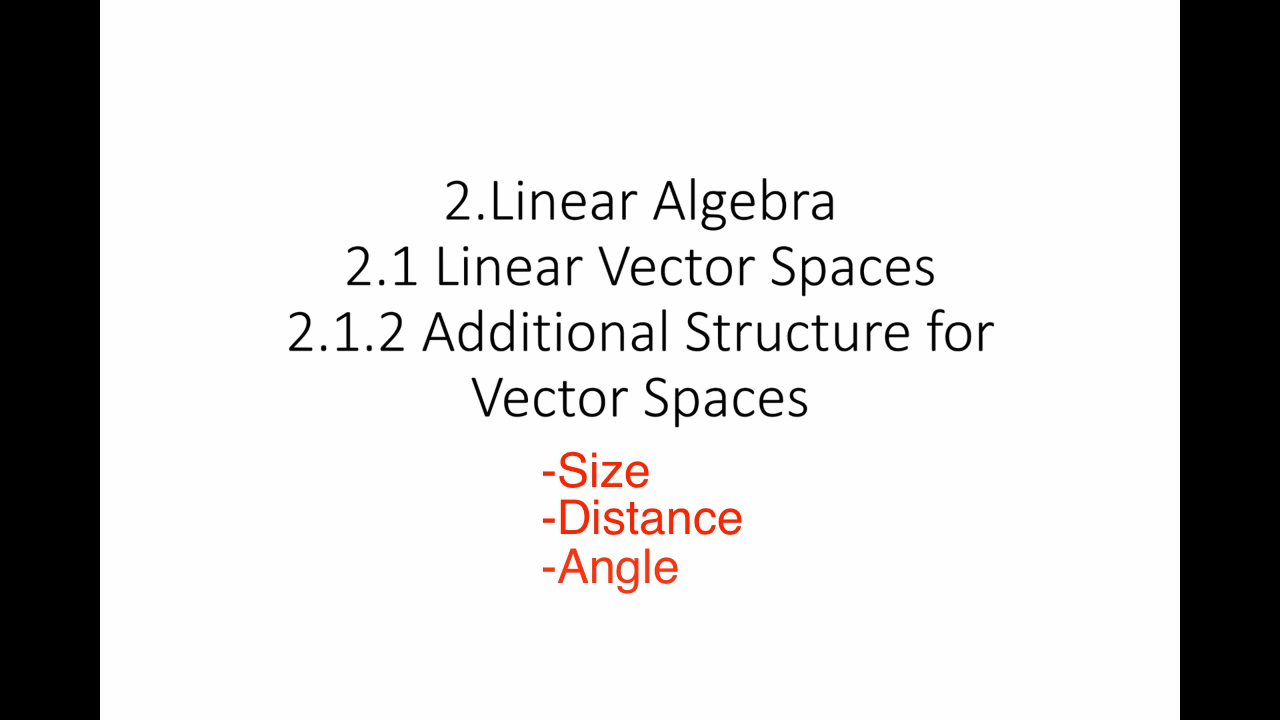 2.Linear Algebra
2.1 Linear Vector Spaces
2.1.2 Additional Structure for
Vector Spaces
-Size
-Distance
-Angle